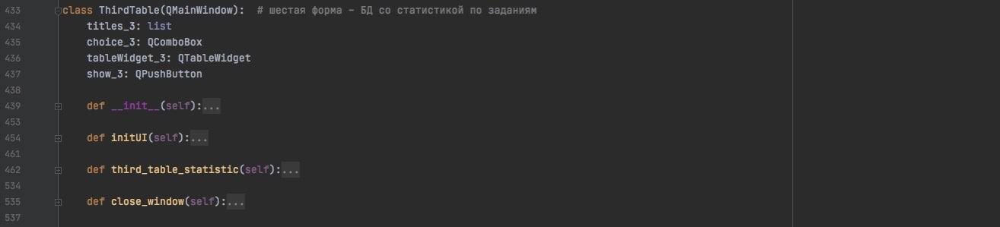 433 class ThirdTable(QMainWindow):  # шестая форма – БД со статистикой по заданиям
434     titles_3: list
435     choice_3: QComboBox
436     tableWidget_3: QTableWidget
437     show_3: QPushButton
438
439     def __init__(self):...
453
454     def initUI(self):...
461
462     def third_table_statistic(self):...
534
535     def close_window(self):...
537